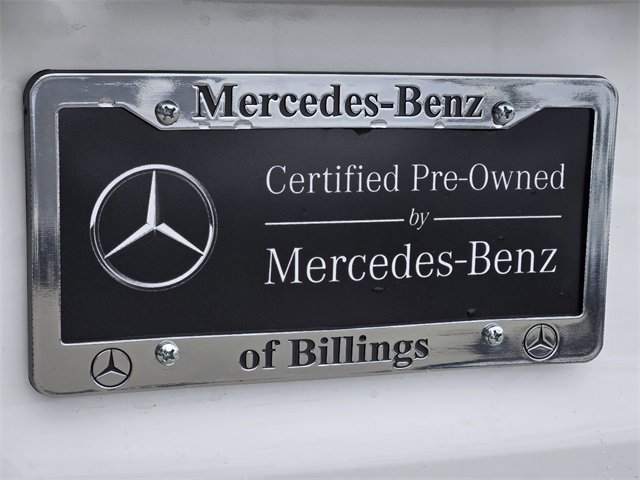 Mercedes-Benz
Certified Pre-Owned
by
Mercedes-Benz
of Billings